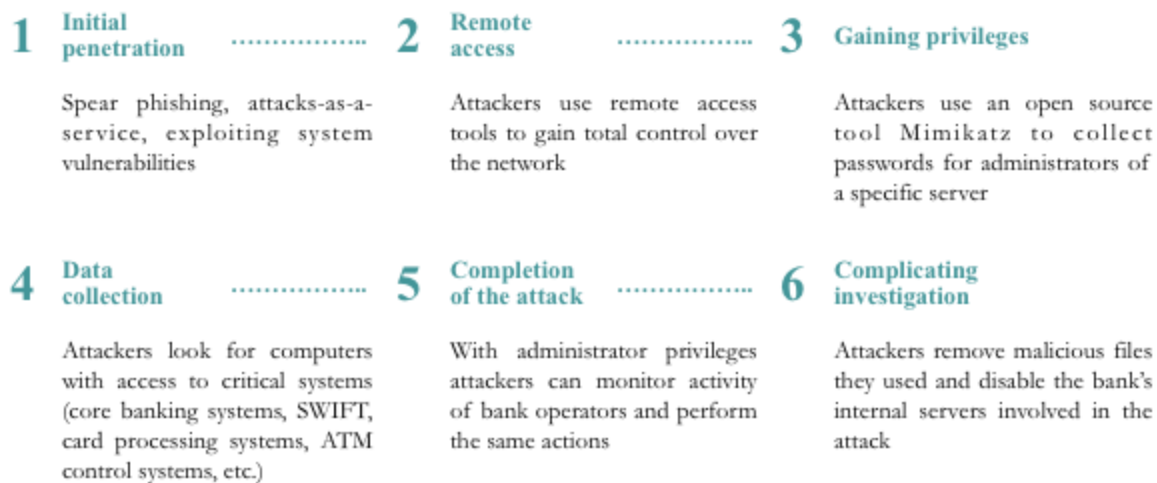 1 Initial penetration ..................
Spear phishing, attacks-as-a-
service, exploiting system
vulnerabilities
2 Remote access ..................
Attackers use remote access
tools to gain total control over
the network
3 Gaining privileges
Attackers use an open source
tool Mimikatz to collect
passwords for administrators of
a specific server
4 Data collection ..................
Attackers look for computers
with access to critical systems
(core banking systems, SWIFT,
card processing systems, ATM
control systems, etc.)
5 Completion of the attack ..................
With administrator privileges
attackers can monitor activity
of bank operators and perform
the same actions
6 Complicating investigation
Attackers remove malicious files
they used and disable the bank's
internal servers involved in the
attack